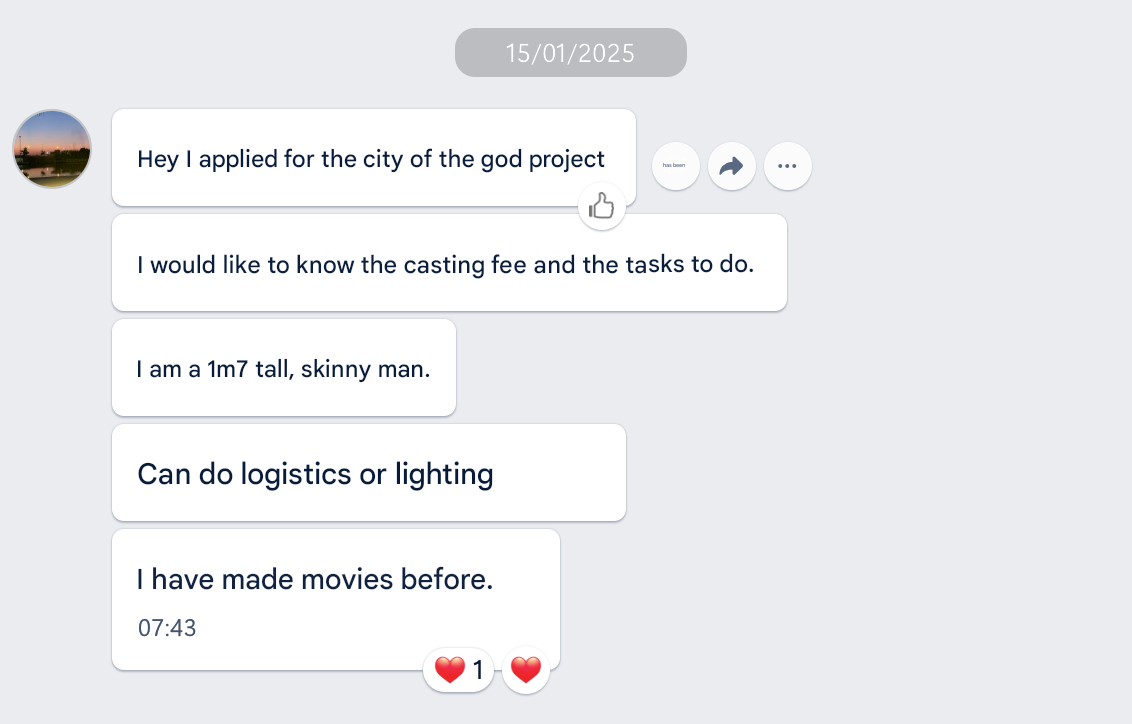 15/01/2025
Hey I applied for the city of the god project
has been
I would like to know the casting fee and the tasks to do.
I am a 1m7 tall, skinny man.
Can do logistics or lighting
I have made movies before.
07:43
1